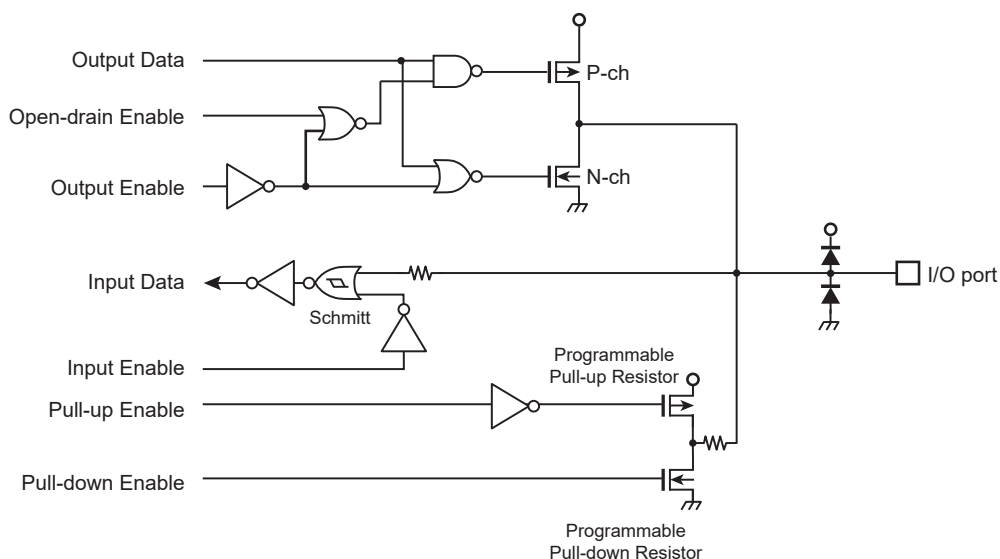 Output Data
P-ch
Open-drain Enable
Output Enable
N-ch
Input Data
Schmitt
I/O port
Input Enable
Programmable
Pull-up Resistor
Pull-up Enable
Pull-down Enable
Programmable
Pull-down Resistor